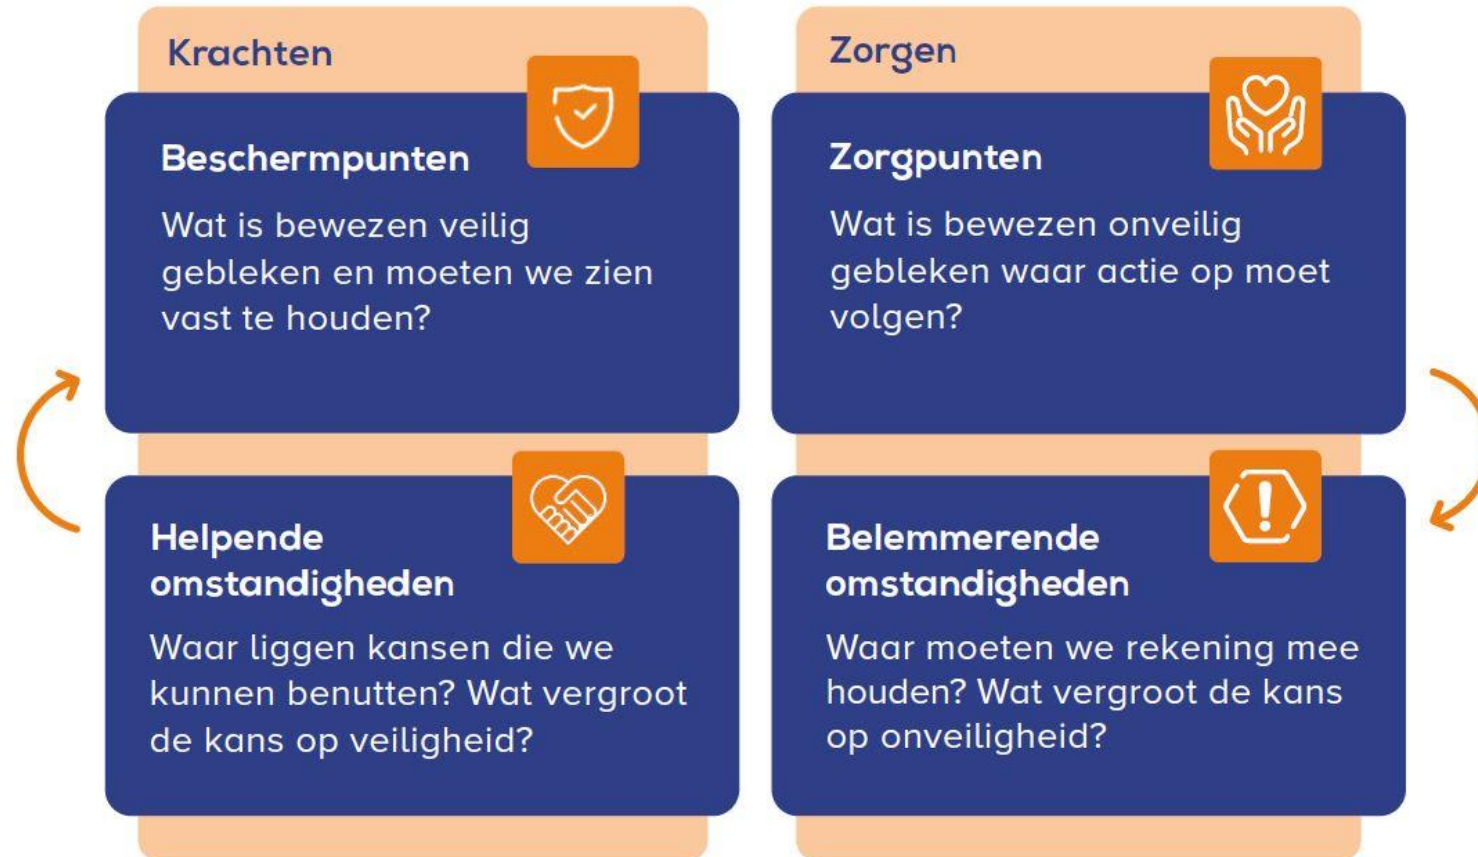 Krachten
Beschermpunten
Wat is bewezen veilig
gebleken en moeten we zien
vast te houden?
Helpende
omstandigheden
Waar liggen kansen die we
kunnen benutten? Wat vergroot
de kans op veiligheid?
Zorgen
Zorgpunten
Wat is bewezen onveilig
gebleken waar actie op moet
volgen?
Belemmerende
omstandigheden
Waar moeten we rekening mee
houden? Wat vergroot de kans
op onveiligheid?